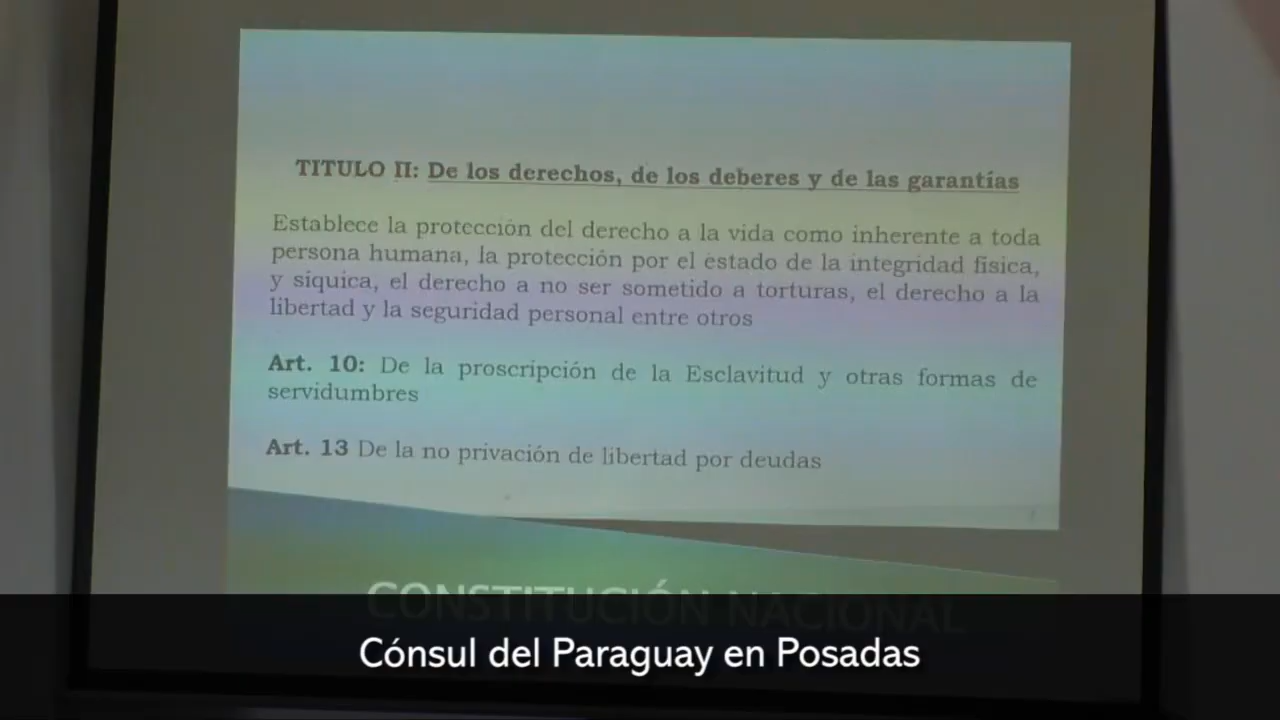 TITULO II: De los derechos, de los deberes y de las garantías
Establece la protección del derecho a la vida como inherente a toda
persona humana, la protección por el estado de la integridad física,
y síquica, el derecho a no ser sometido a torturas, el derecho a la
libertad y la seguridad personal entre otros
Art. 10: De la proscripción de la Esclavitud y otras formas de
servidumbres
Art. 13 De la no privación de libertad por deudas
CONSTITUCIÓN NACIONAL
Cónsul del Paraguay en Posadas